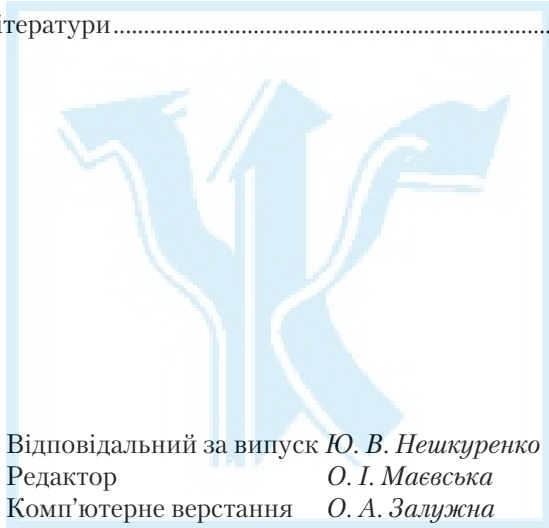 ітератури....................................................................
Відповідальний за випуск Ю. В. Нешкуренко
Редактор О. І. Маєвська
Комп’ютерне верстання О. А. Залужна